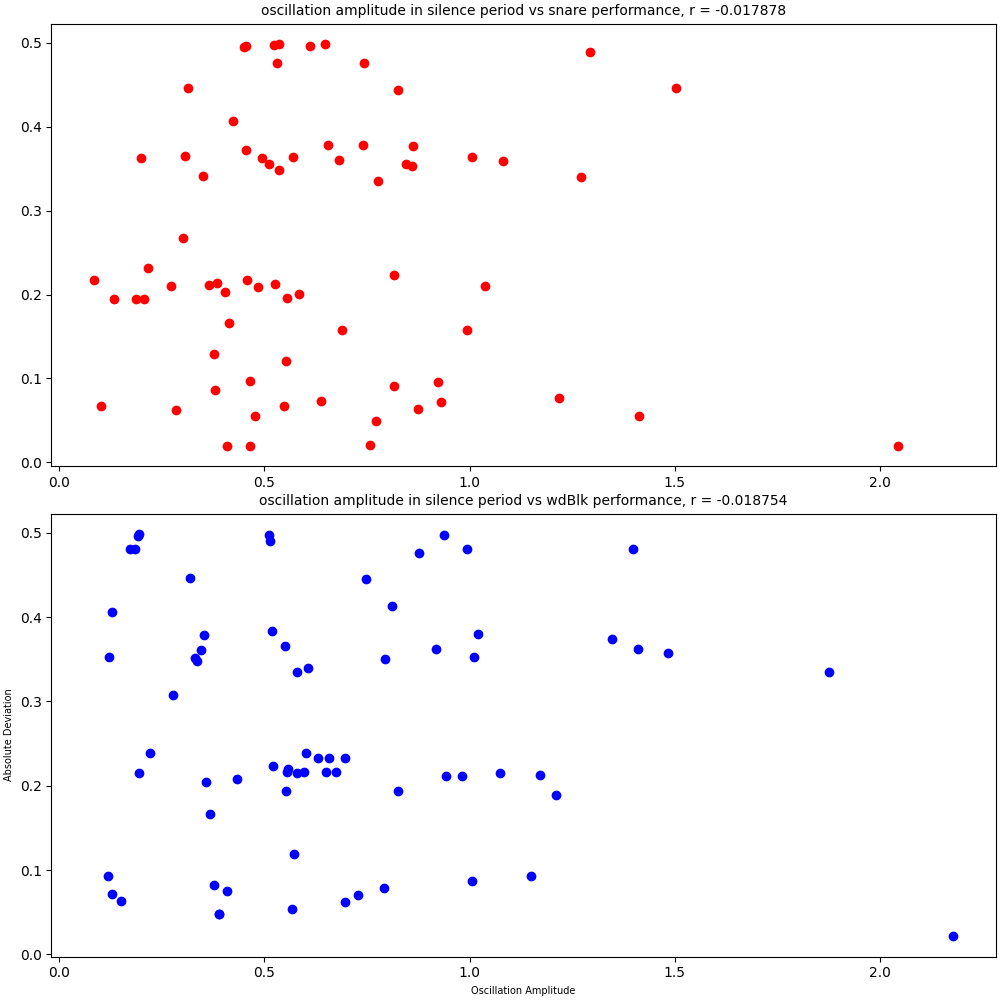 oscillation amplitude in silence period vs snare performance, r = -0.017878
0.5
0.4
0.3
0.2
0.1
0.0
0.0 0.5 1.0 1.5 2.0
oscillation amplitude in silence period vs wdBlk performance, r = -0.018754
0.5
0.4
0.3
0.2
0.1
0.0
Absolute Deviation
0.0 0.5 1.0 1.5 2.0
Oscillation Amplitude